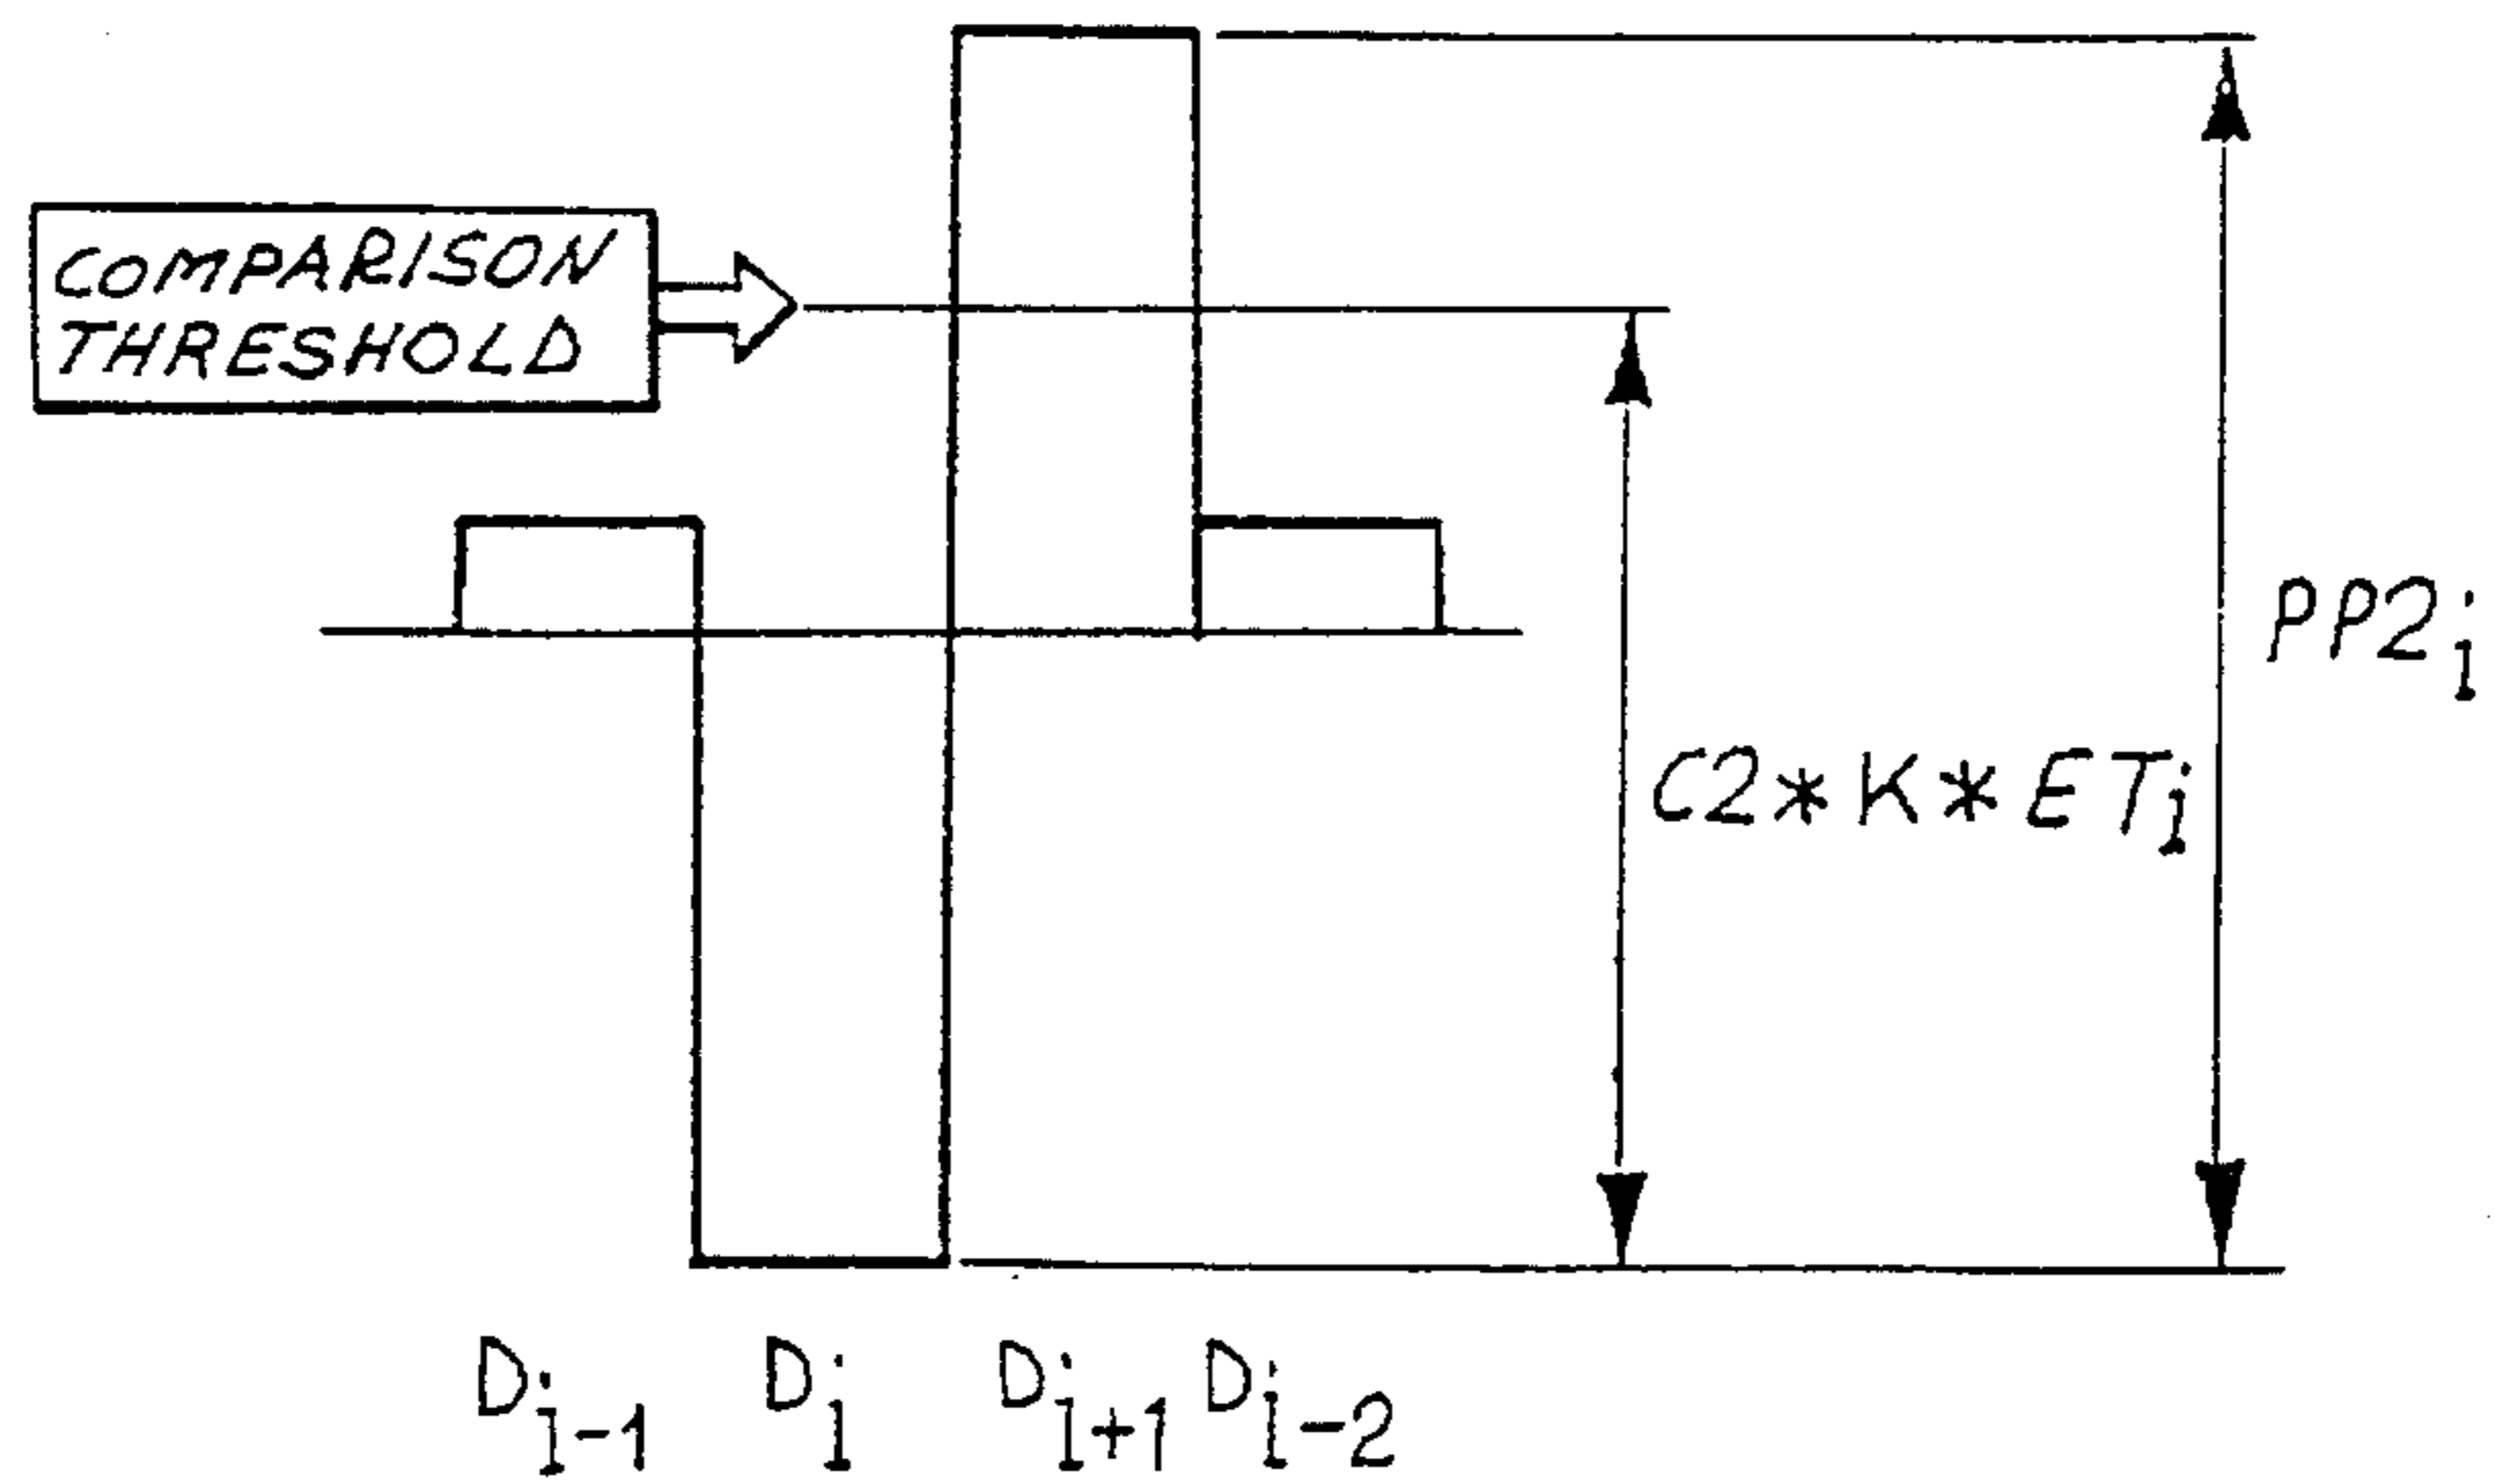 COMPARISON
THRESHOLD
PP2i
C2*K*ETi
Di-1 Di Di+1 Di-2